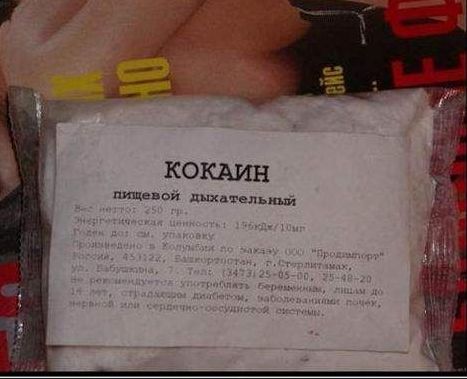 НО
ЕЙС
Е Ф
КОКАИН
пищевой дыхательный
Вес нетто: 250 гр.
Энергетическая ценность: 196кДж/10мг
Годен до: см. упаковку
Произведено в Колумбии по заказу ООО "Продимпорт"
Россия, 453122, Башкортостан, г.Стерлитамак,
ул. Бабушкина, 7. Тел: (3473)25-05-00, 25-48-20
Не рекомендуется употреблять беременным, лицам до
14 лет, страдающим диабетом, заболеваниями почек,
нервной или сердечно-сосудистой системы.